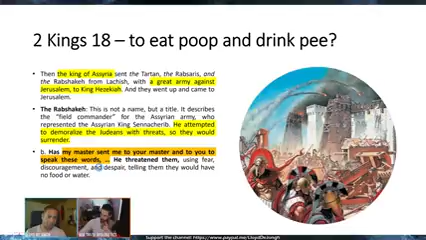 2 Kings 18 – to eat poop and drink pee?
• Then the king of Assyria sent the Tartan, the Rabsaris, and
the Rabshakeh from Lachish, with a great army against
Jerusalem, to King Hezekiah. And they went up and came to
Jerusalem.
• The Rabshakeh: This is not a name, but a title. It describes
the "field commander" for the Assyrian army, who
represented the Assyrian King Sennacherib. He attempted
to demoralize the Judeans with threats, so they would
surrender.
• b. Has my master sent me to your master and to you to
speak these words, … He threatened them, using fear,
discouragement, and despair, telling them they would have
no food or water.
Support the channel: https://www.paypal.me/LloydDeJongh